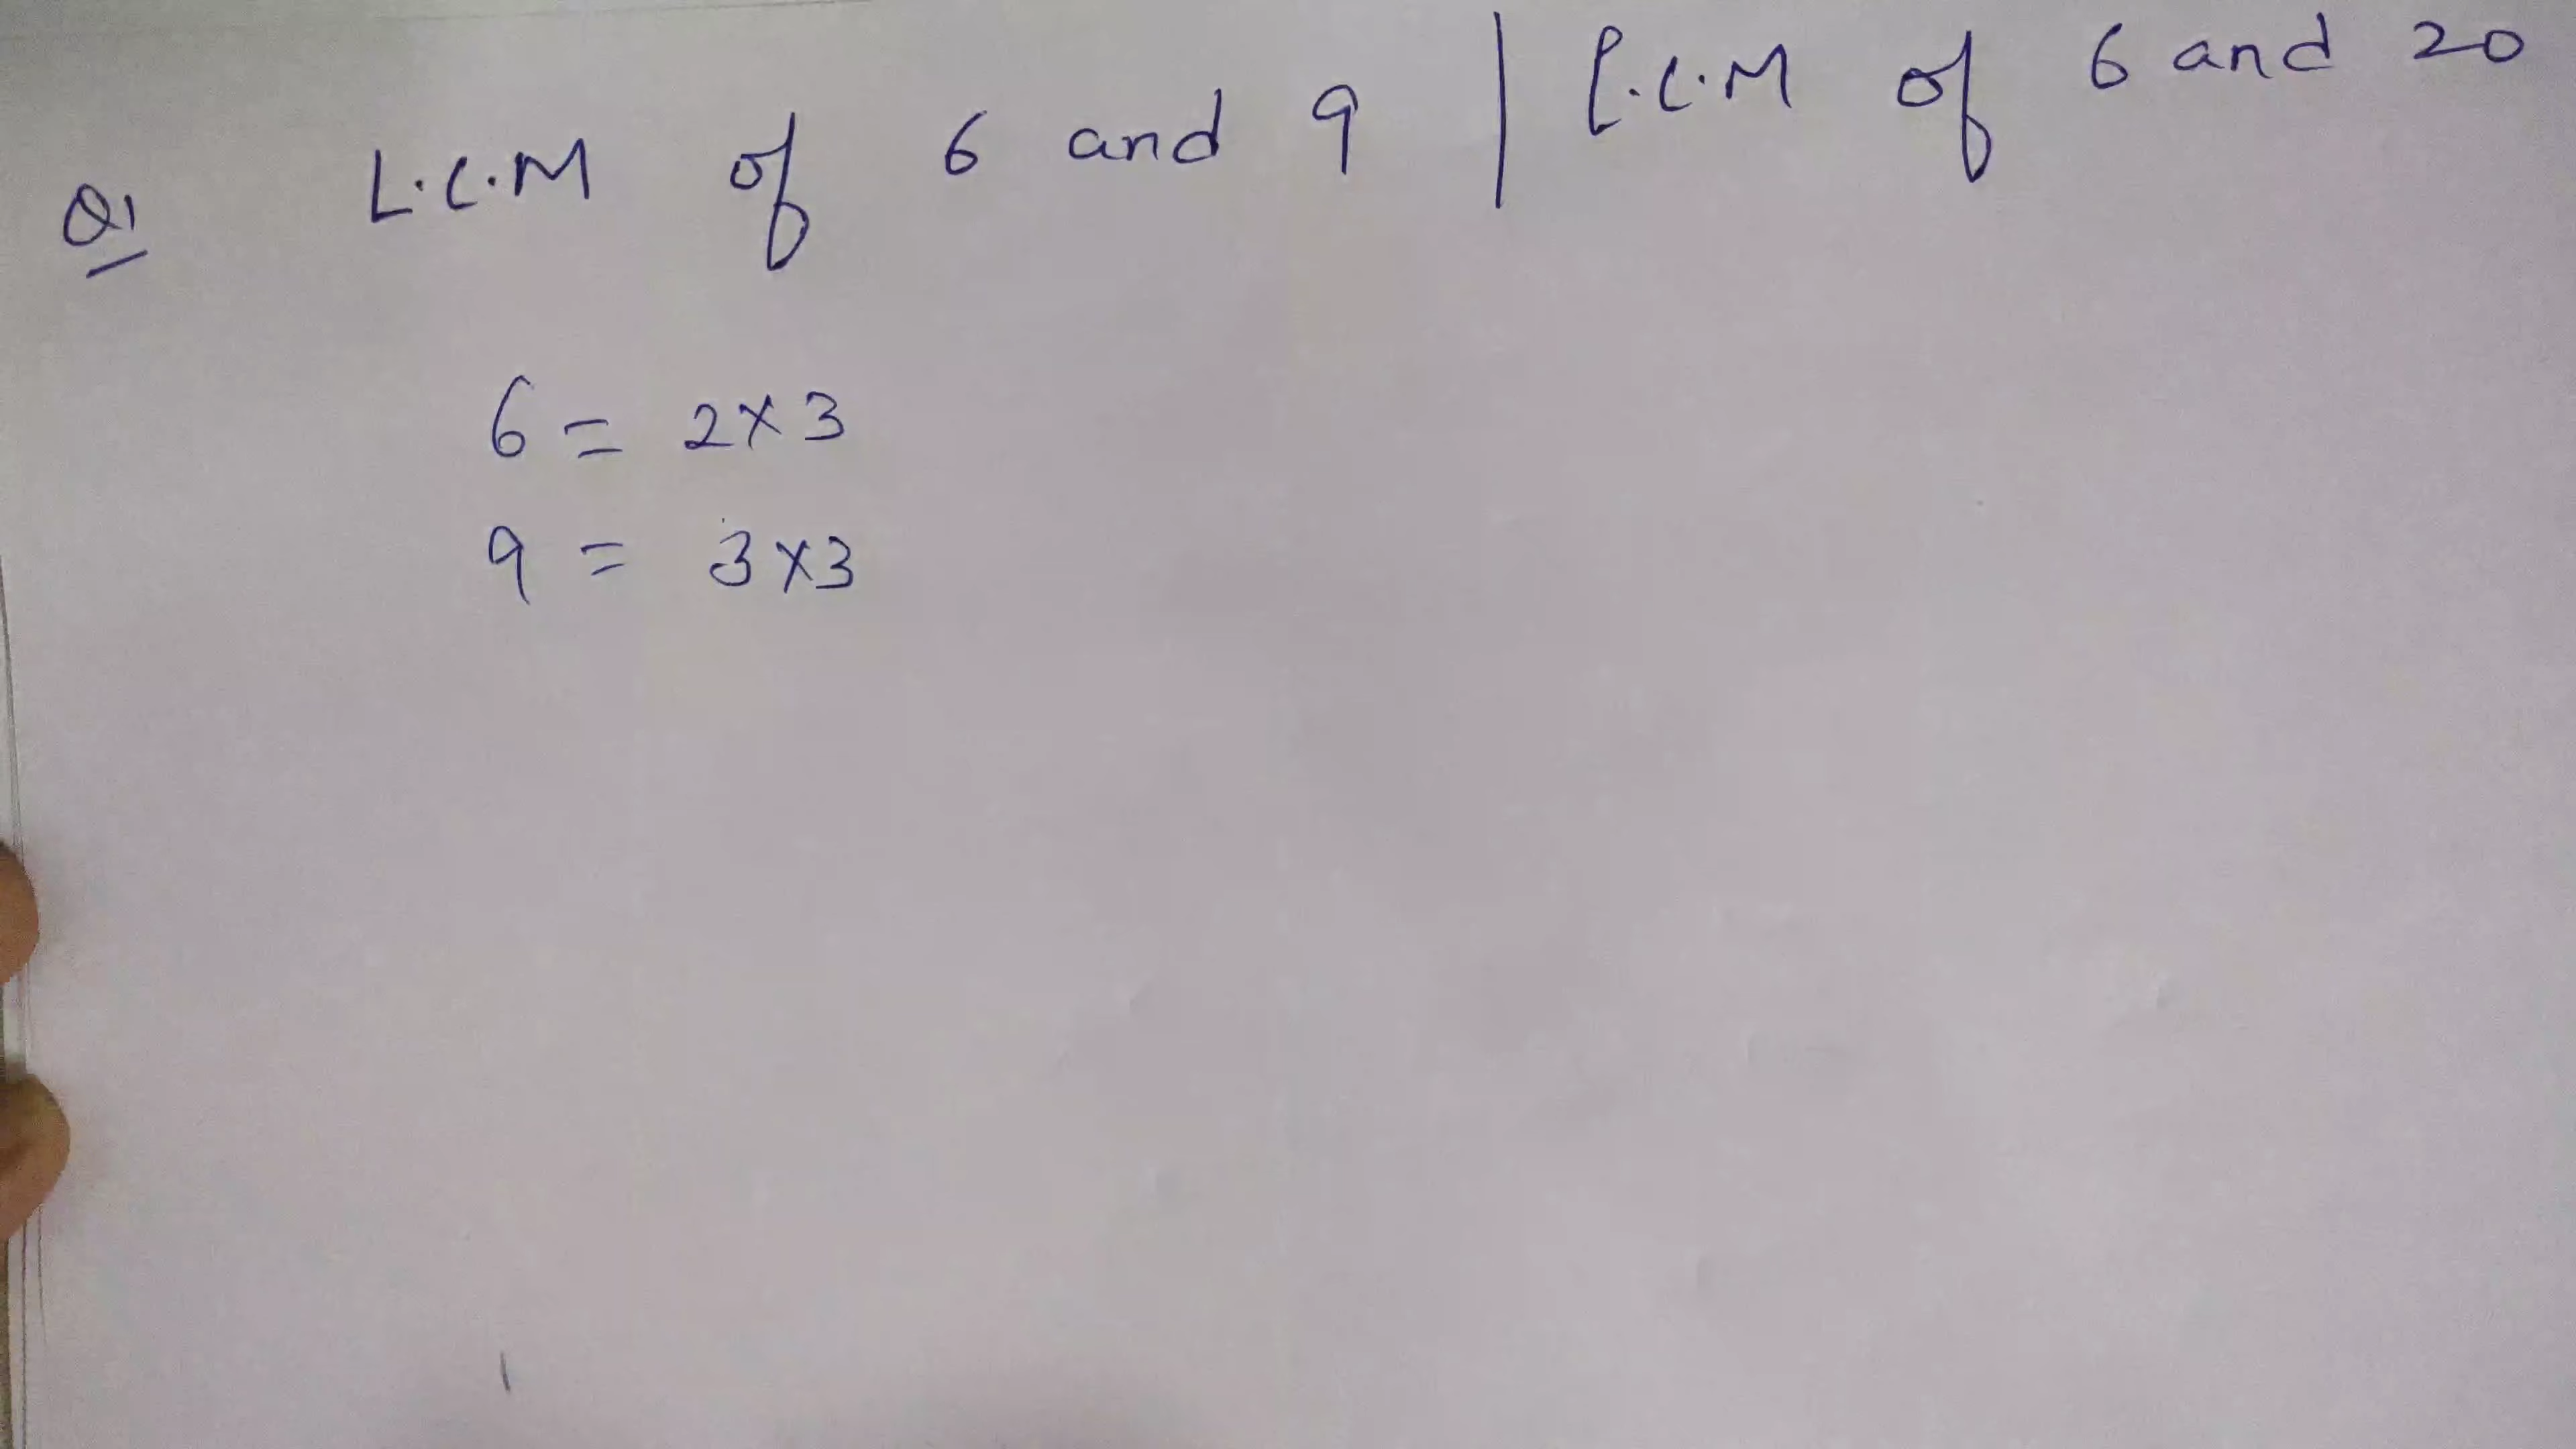 Q1 L.C.M of 6 and 9 | L.C.M of 6 and 20
6 = 2×3
9 = 3×3